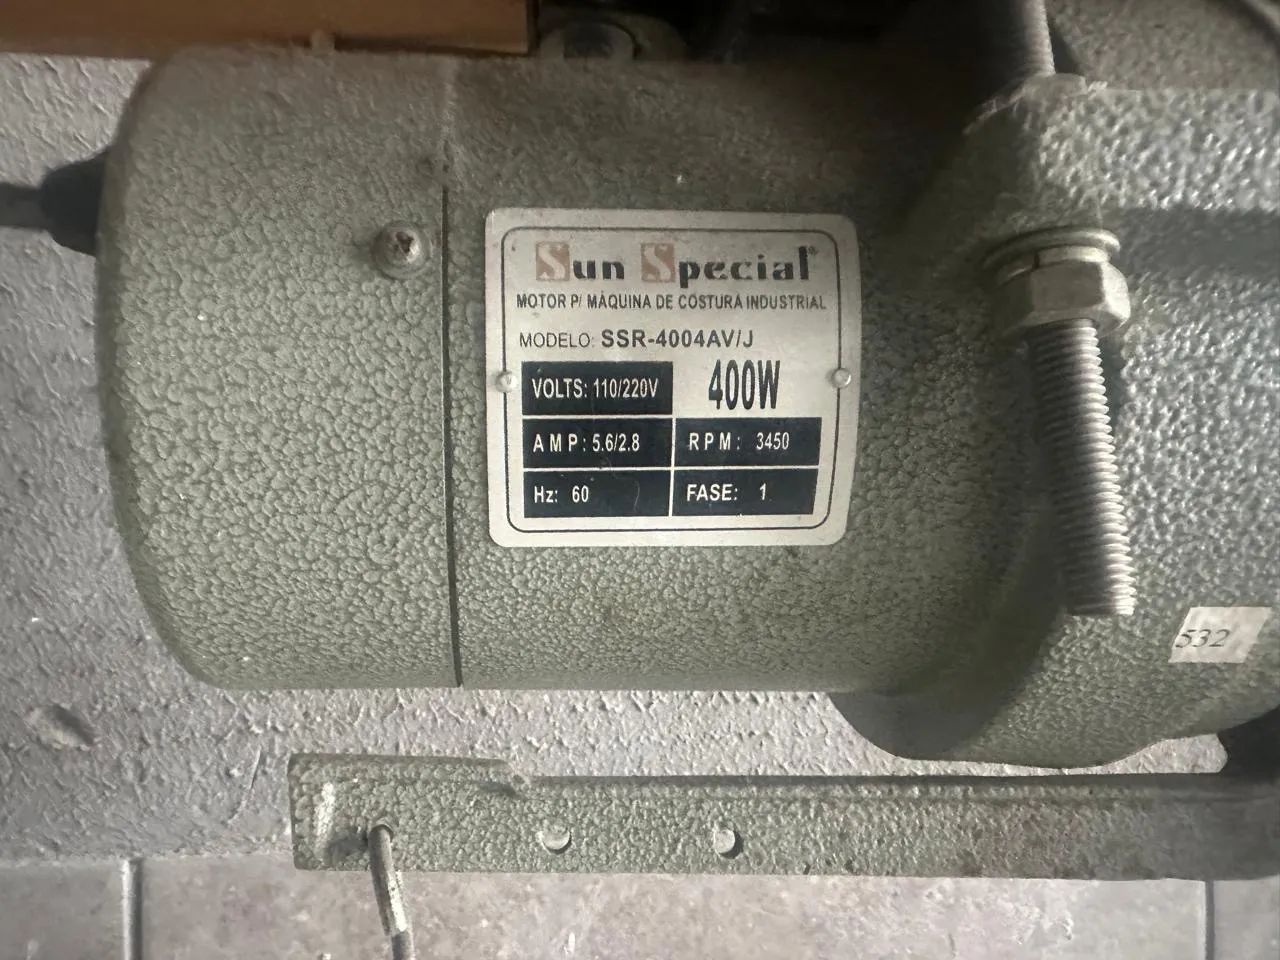 Sun Special®
MOTOR P/ MÁQUINA DE COSTURA INDUSTRIAL
MODELO: SSR-4004AV/J
VOLTS: 110/220V
400W
AMP: 5.6/2.8
RPM: 3450
Hz: 60
FASE: 1
532